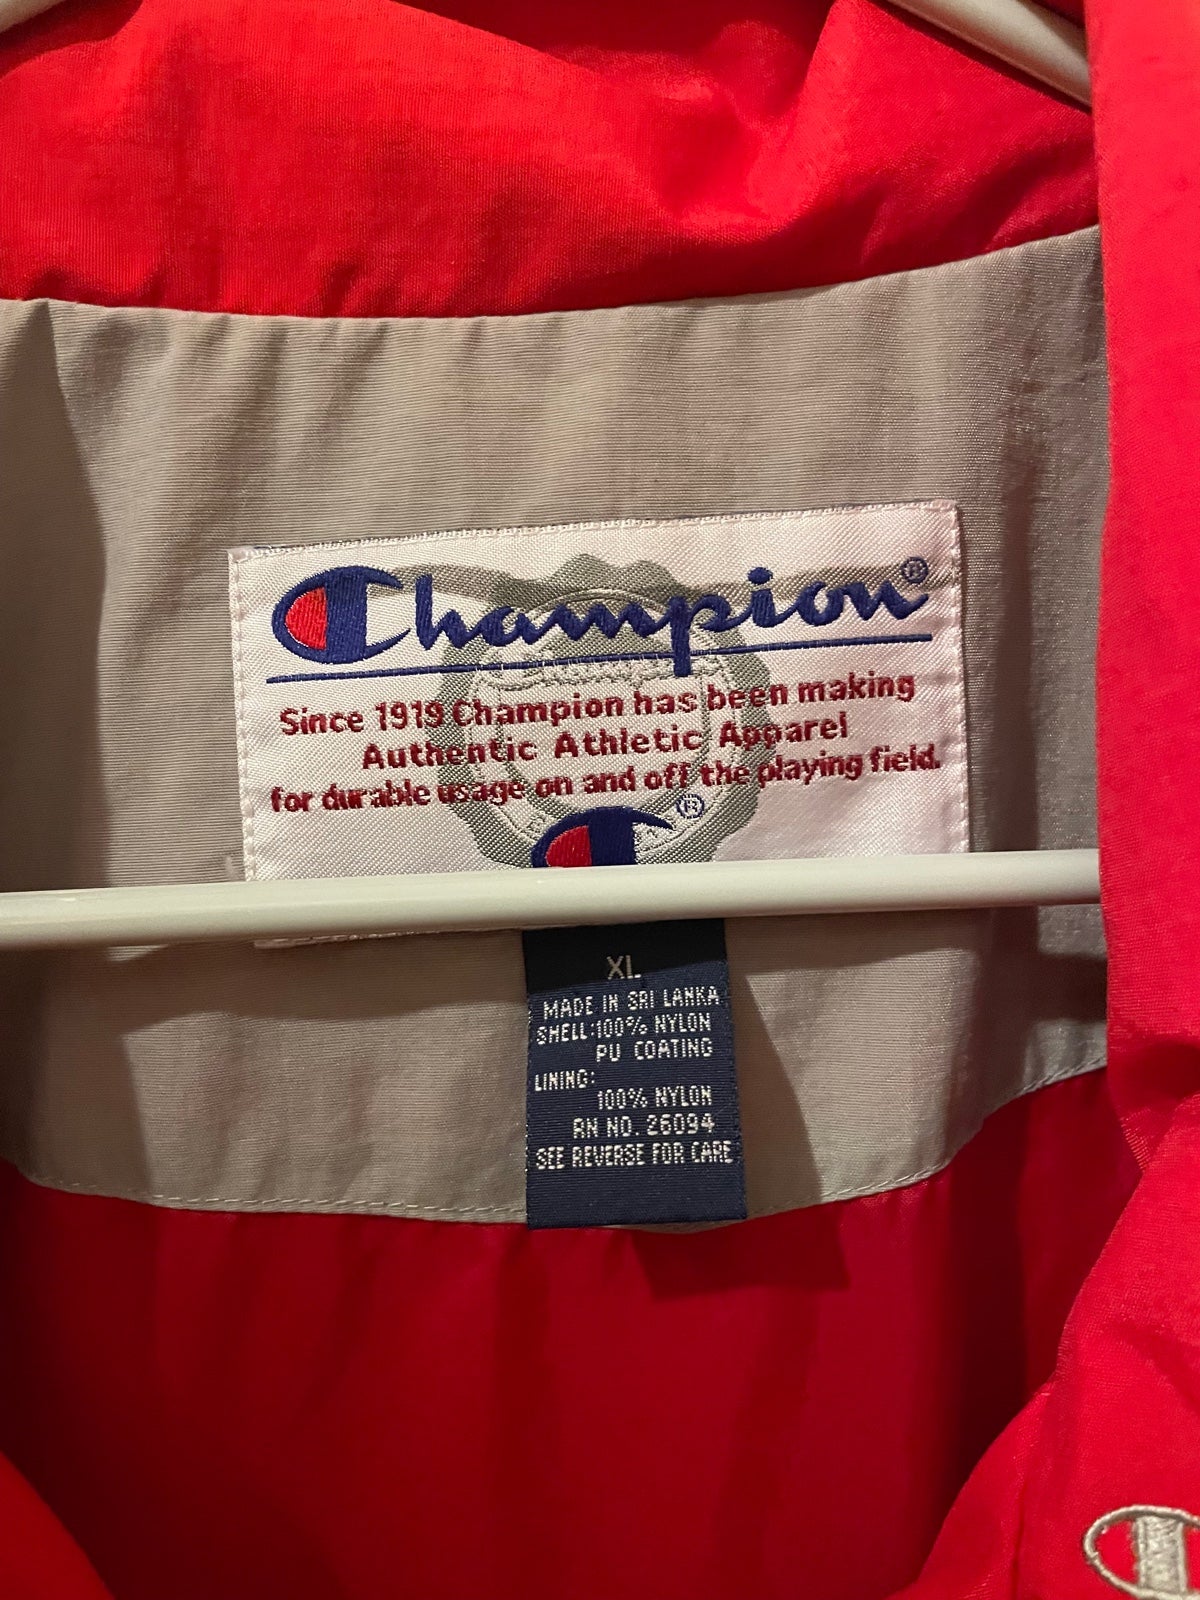 Champion®
Since 1919 Champion has been making
Authentic Athletic Apparel
for durable usage on and off the playing field.
®
XL
MADE IN SRI LANKA
SHELL:100% NYLON
PU COATING
LINING:
100% NYLON
RN NO. 26094
SEE REVERSE FOR CARE